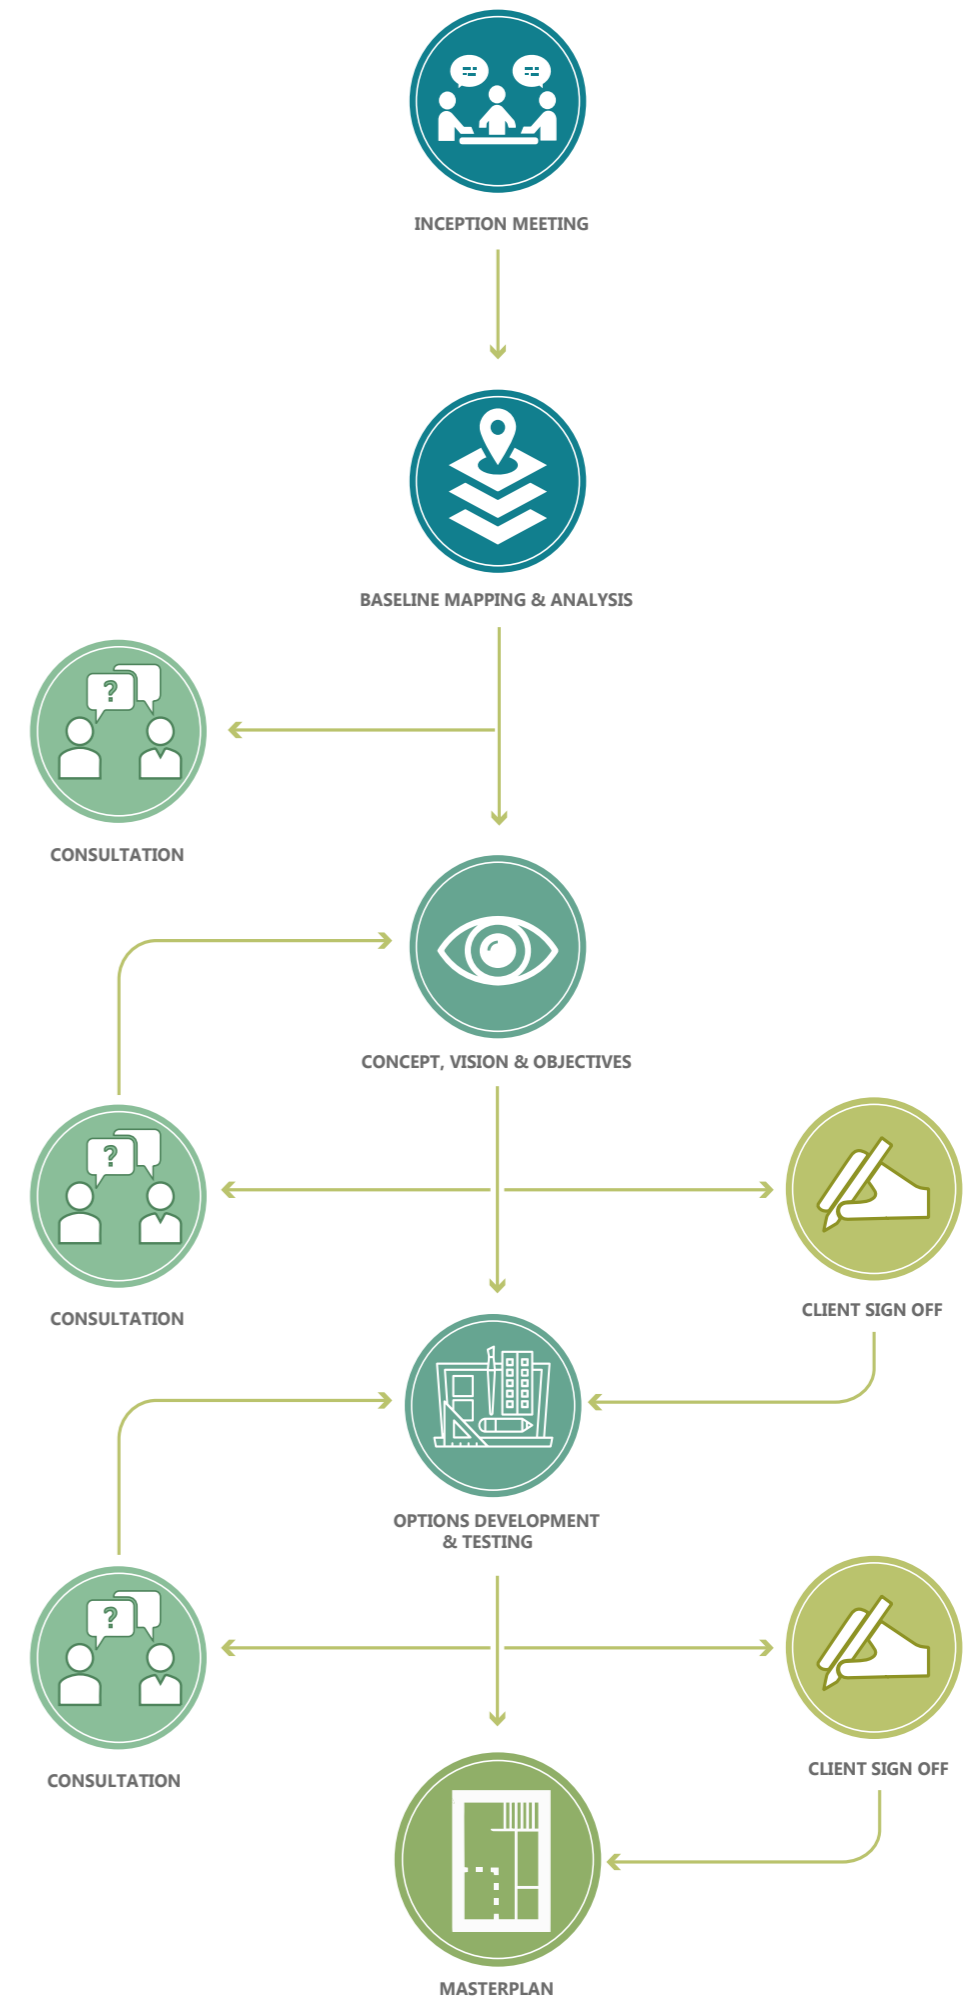 INCEPTION MEETING
BASELINE MAPPING & ANALYSIS
?
CONSULTATION
CONCEPT, VISION & OBJECTIVES
?
CONSULTATION
CLIENT SIGN OFF
OPTIONS DEVELOPMENT
& TESTING
?
CONSULTATION
CLIENT SIGN OFF
MASTERPLAN